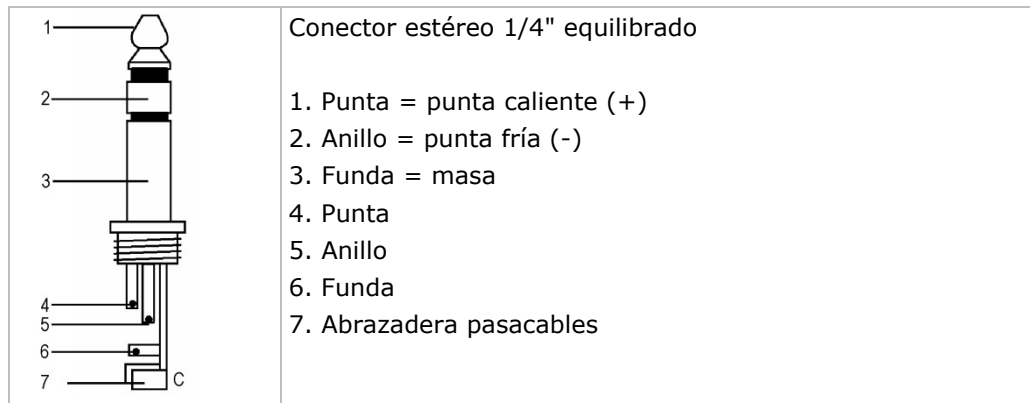 Conector estéreo 1/4" equilibrado
1. Punta = punta caliente (+)
2. Anillo = punta fría (-)
3. Funda = masa
4. Punta
5. Anillo
6. Funda
7. Abrazadera pasacables
1
2
3
4
5
6
7
C